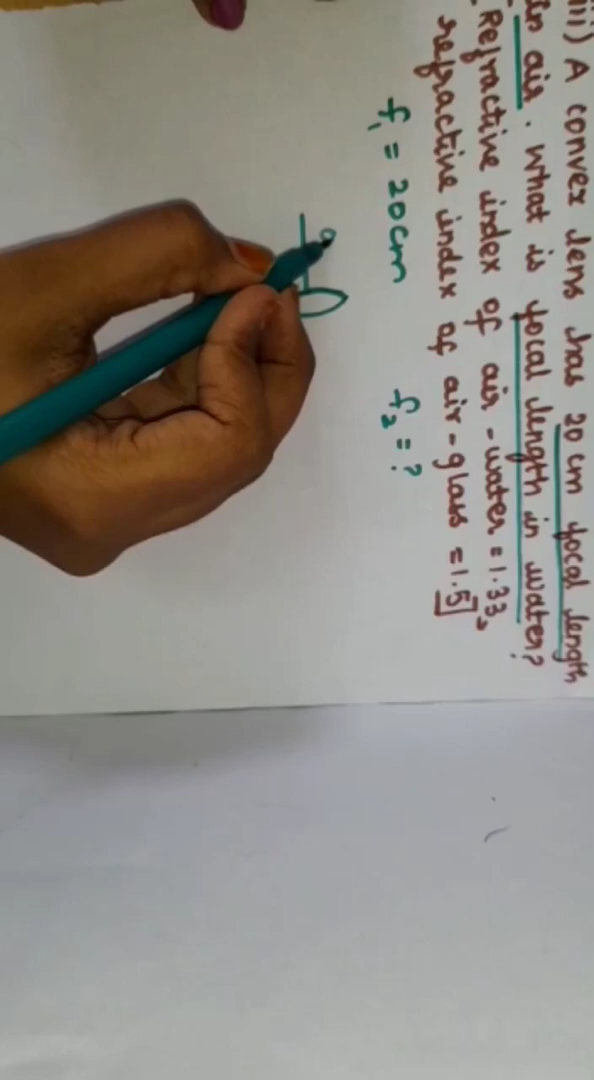 iii) A convex lens has 20 cm focal length
in air. What is focal length in water?
[Refractive index of air-water = 1.33,
refractive index of air-glass = 1.5]
f₁ = 20cm f₂ = ?